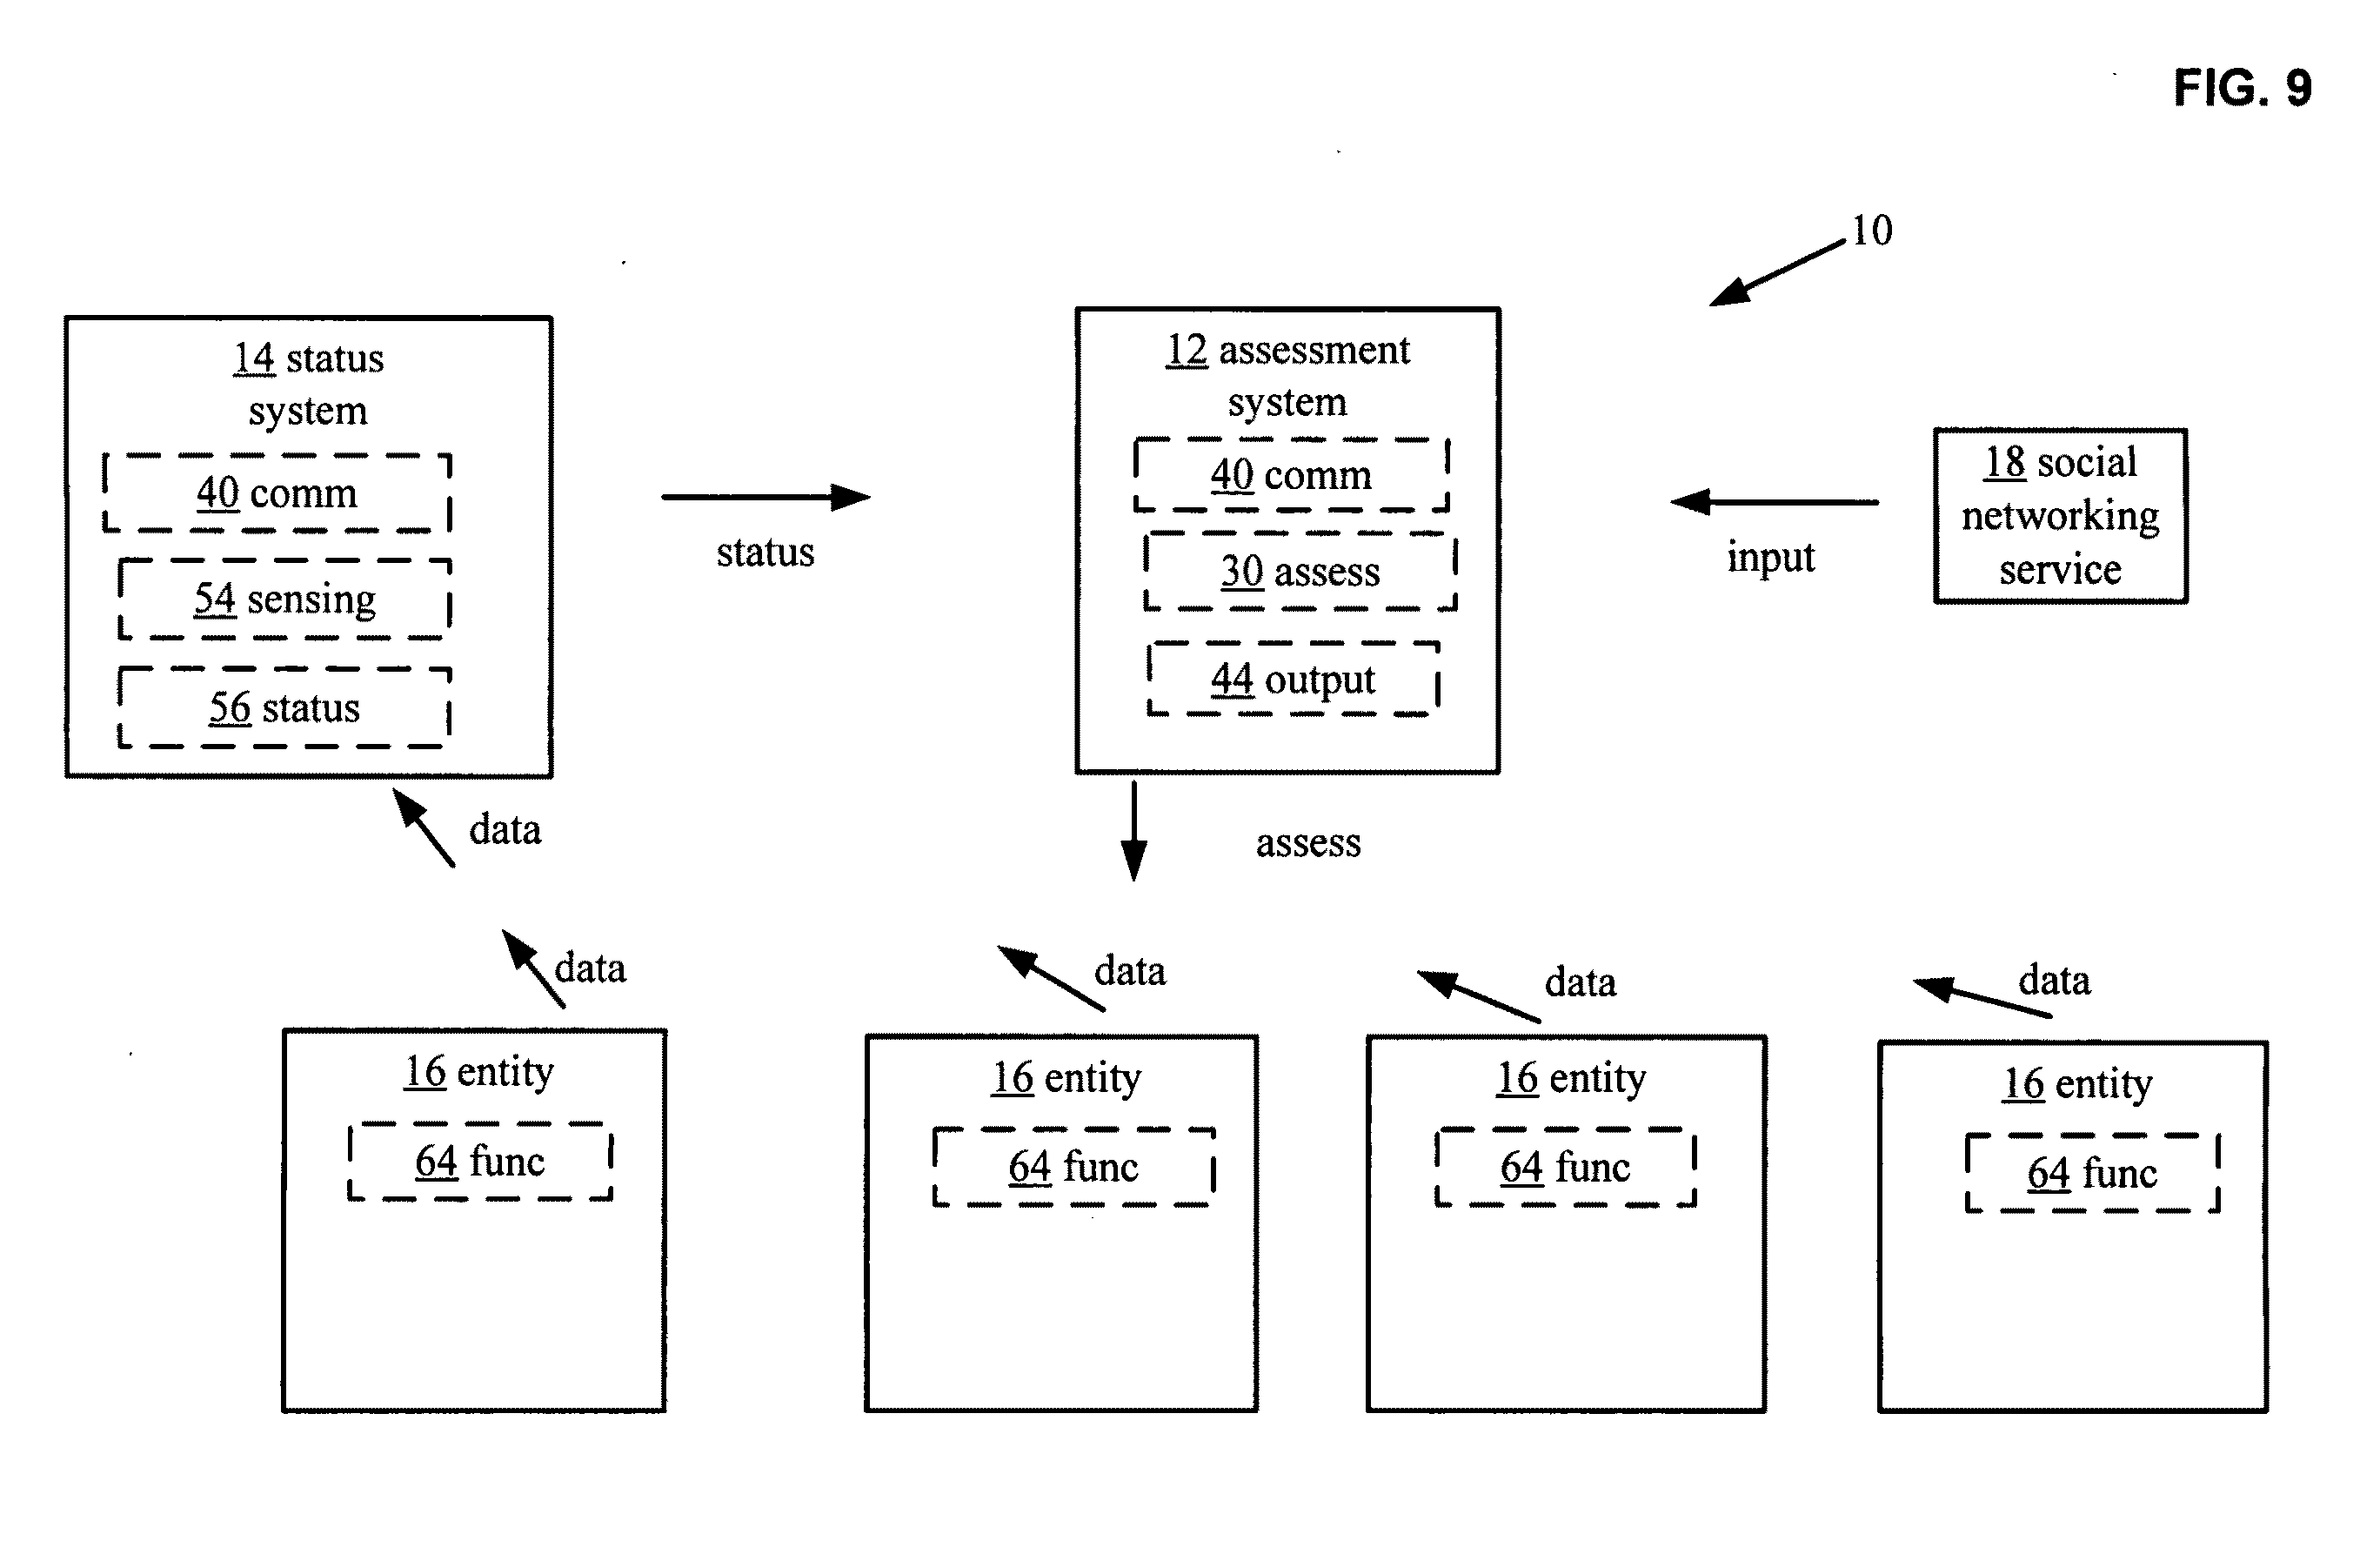 FIG. 9
10
14 status
system
40 comm
54 sensing
56 status
status
12 assessment
system
40 comm
30 assess
44 output
input
18 social
networking
service
data
assess
data
data
data
data
16 entity
64 func
16 entity
64 func
16 entity
64 func
16 entity
64 func